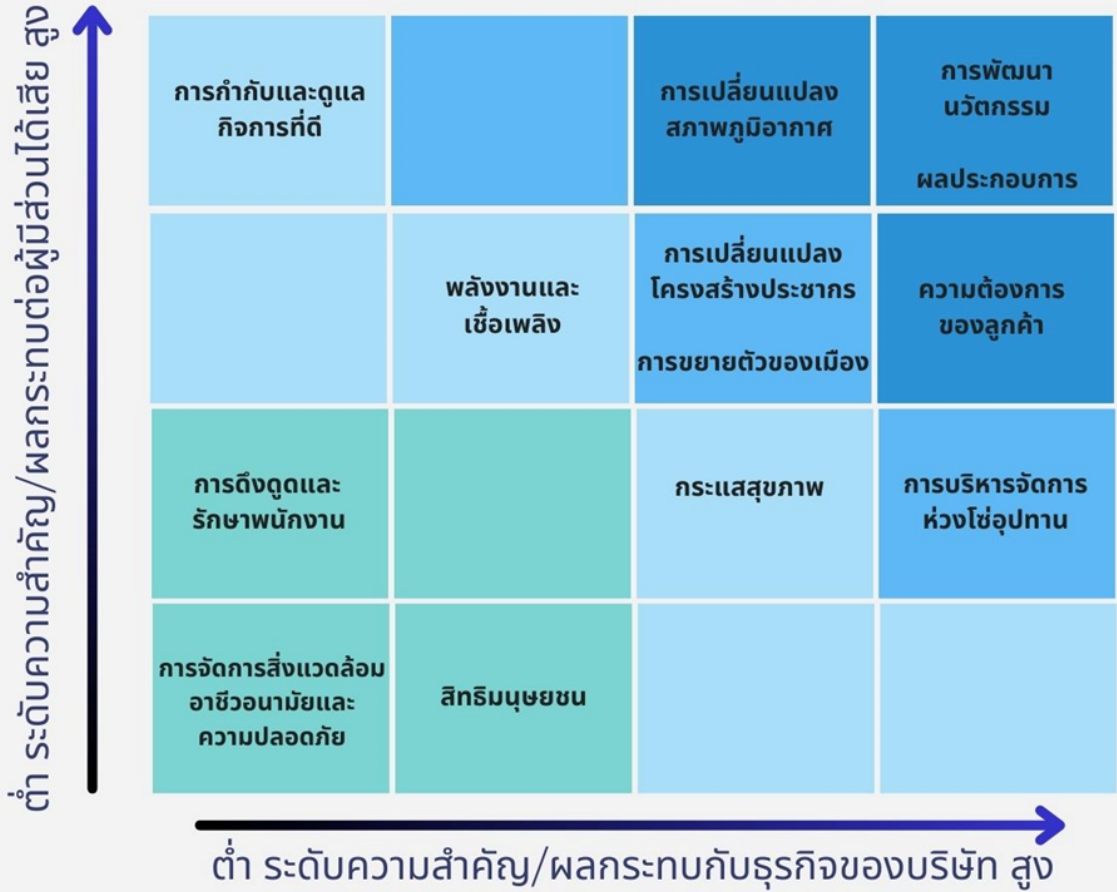 ต่ำ ระดับความสำคัญ/ผลกระทบต่อผู้มีส่วนได้เสีย สูง
การกำกับและดูแล
กิจการที่ดี
การเปลี่ยนแปลง
สภาพภูมิอากาศ
การพัฒนา
นวัตกรรม
ผลประกอบการ
พลังงานและ
เชื้อเพลิง
การเปลี่ยนแปลง
โครงสร้างประชากร
การขยายตัวของเมือง
ความต้องการ
ของลูกค้า
การดึงดูดและ
รักษาพนักงาน
กระแสสุขภาพ
การบริหารจัดการ
ห่วงโซ่อุปทาน
การจัดการสิ่งแวดล้อม
อาชีวอนามัยและ
ความปลอดภัย
สิทธิมนุษยชน
ต่ำ ระดับความสำคัญ/ผลกระทบกับธุรกิจของบริษัท สูง